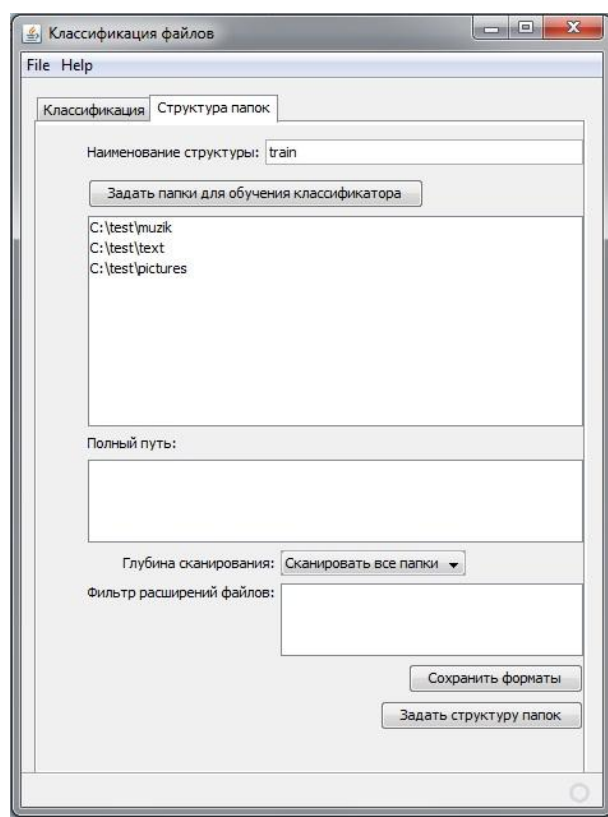 Классификация файлов
File Help
Классификация Структура папок
Наименование структуры: train
Задать папки для обучения классификатора
C:\test\muzik
C:\test\text
C:\test\pictures
Полный путь:
Глубина сканирования: Сканировать все папки
Фильтр расширений файлов:
Сохранить форматы
Задать структуру папок